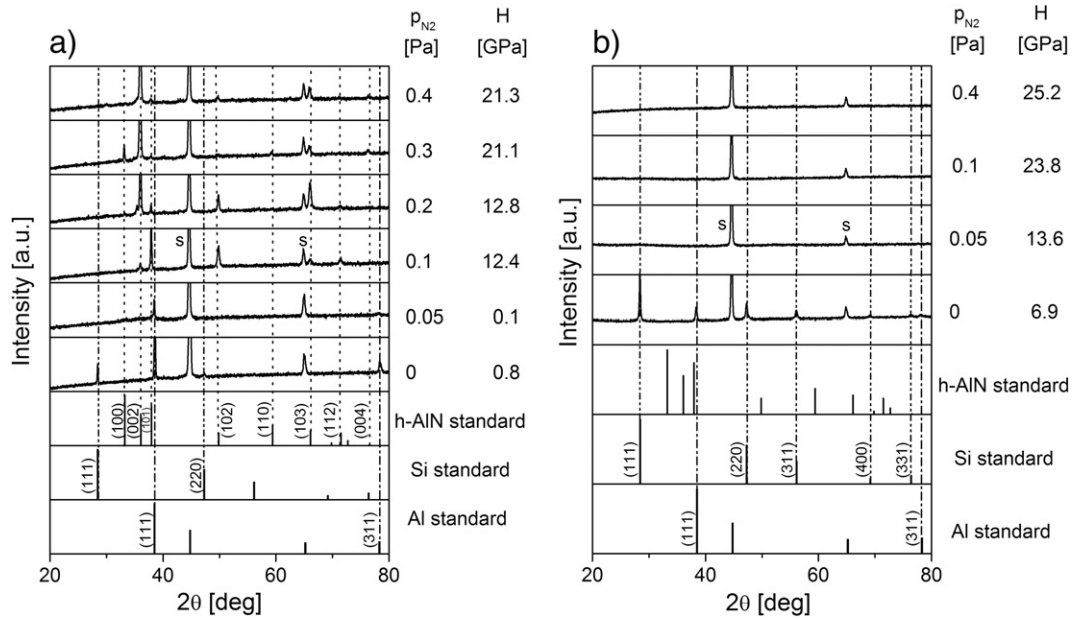 a)
p_N2 H
[Pa] [GPa]
0.4 21.3
0.3 21.1
0.2 12.8
s s
0.1 12.4
0.05 0.1
0 0.8
(100) (002) (101) (102) (110) (103) (112) (004)
h-AlN standard
(111) (220)
Si standard
(111) (311)
Al standard
20 40 60 80
2θ [deg]
Intensity [a.u.]
b)
p_N2 H
[Pa] [GPa]
0.4 25.2
0.1 23.8
s s
0.05 13.6
0 6.9
h-AlN standard
(111) (220) (311) (400) (331)
Si standard
(111) (311)
Al standard
20 40 60 80
2θ [deg]
Intensity [a.u.]